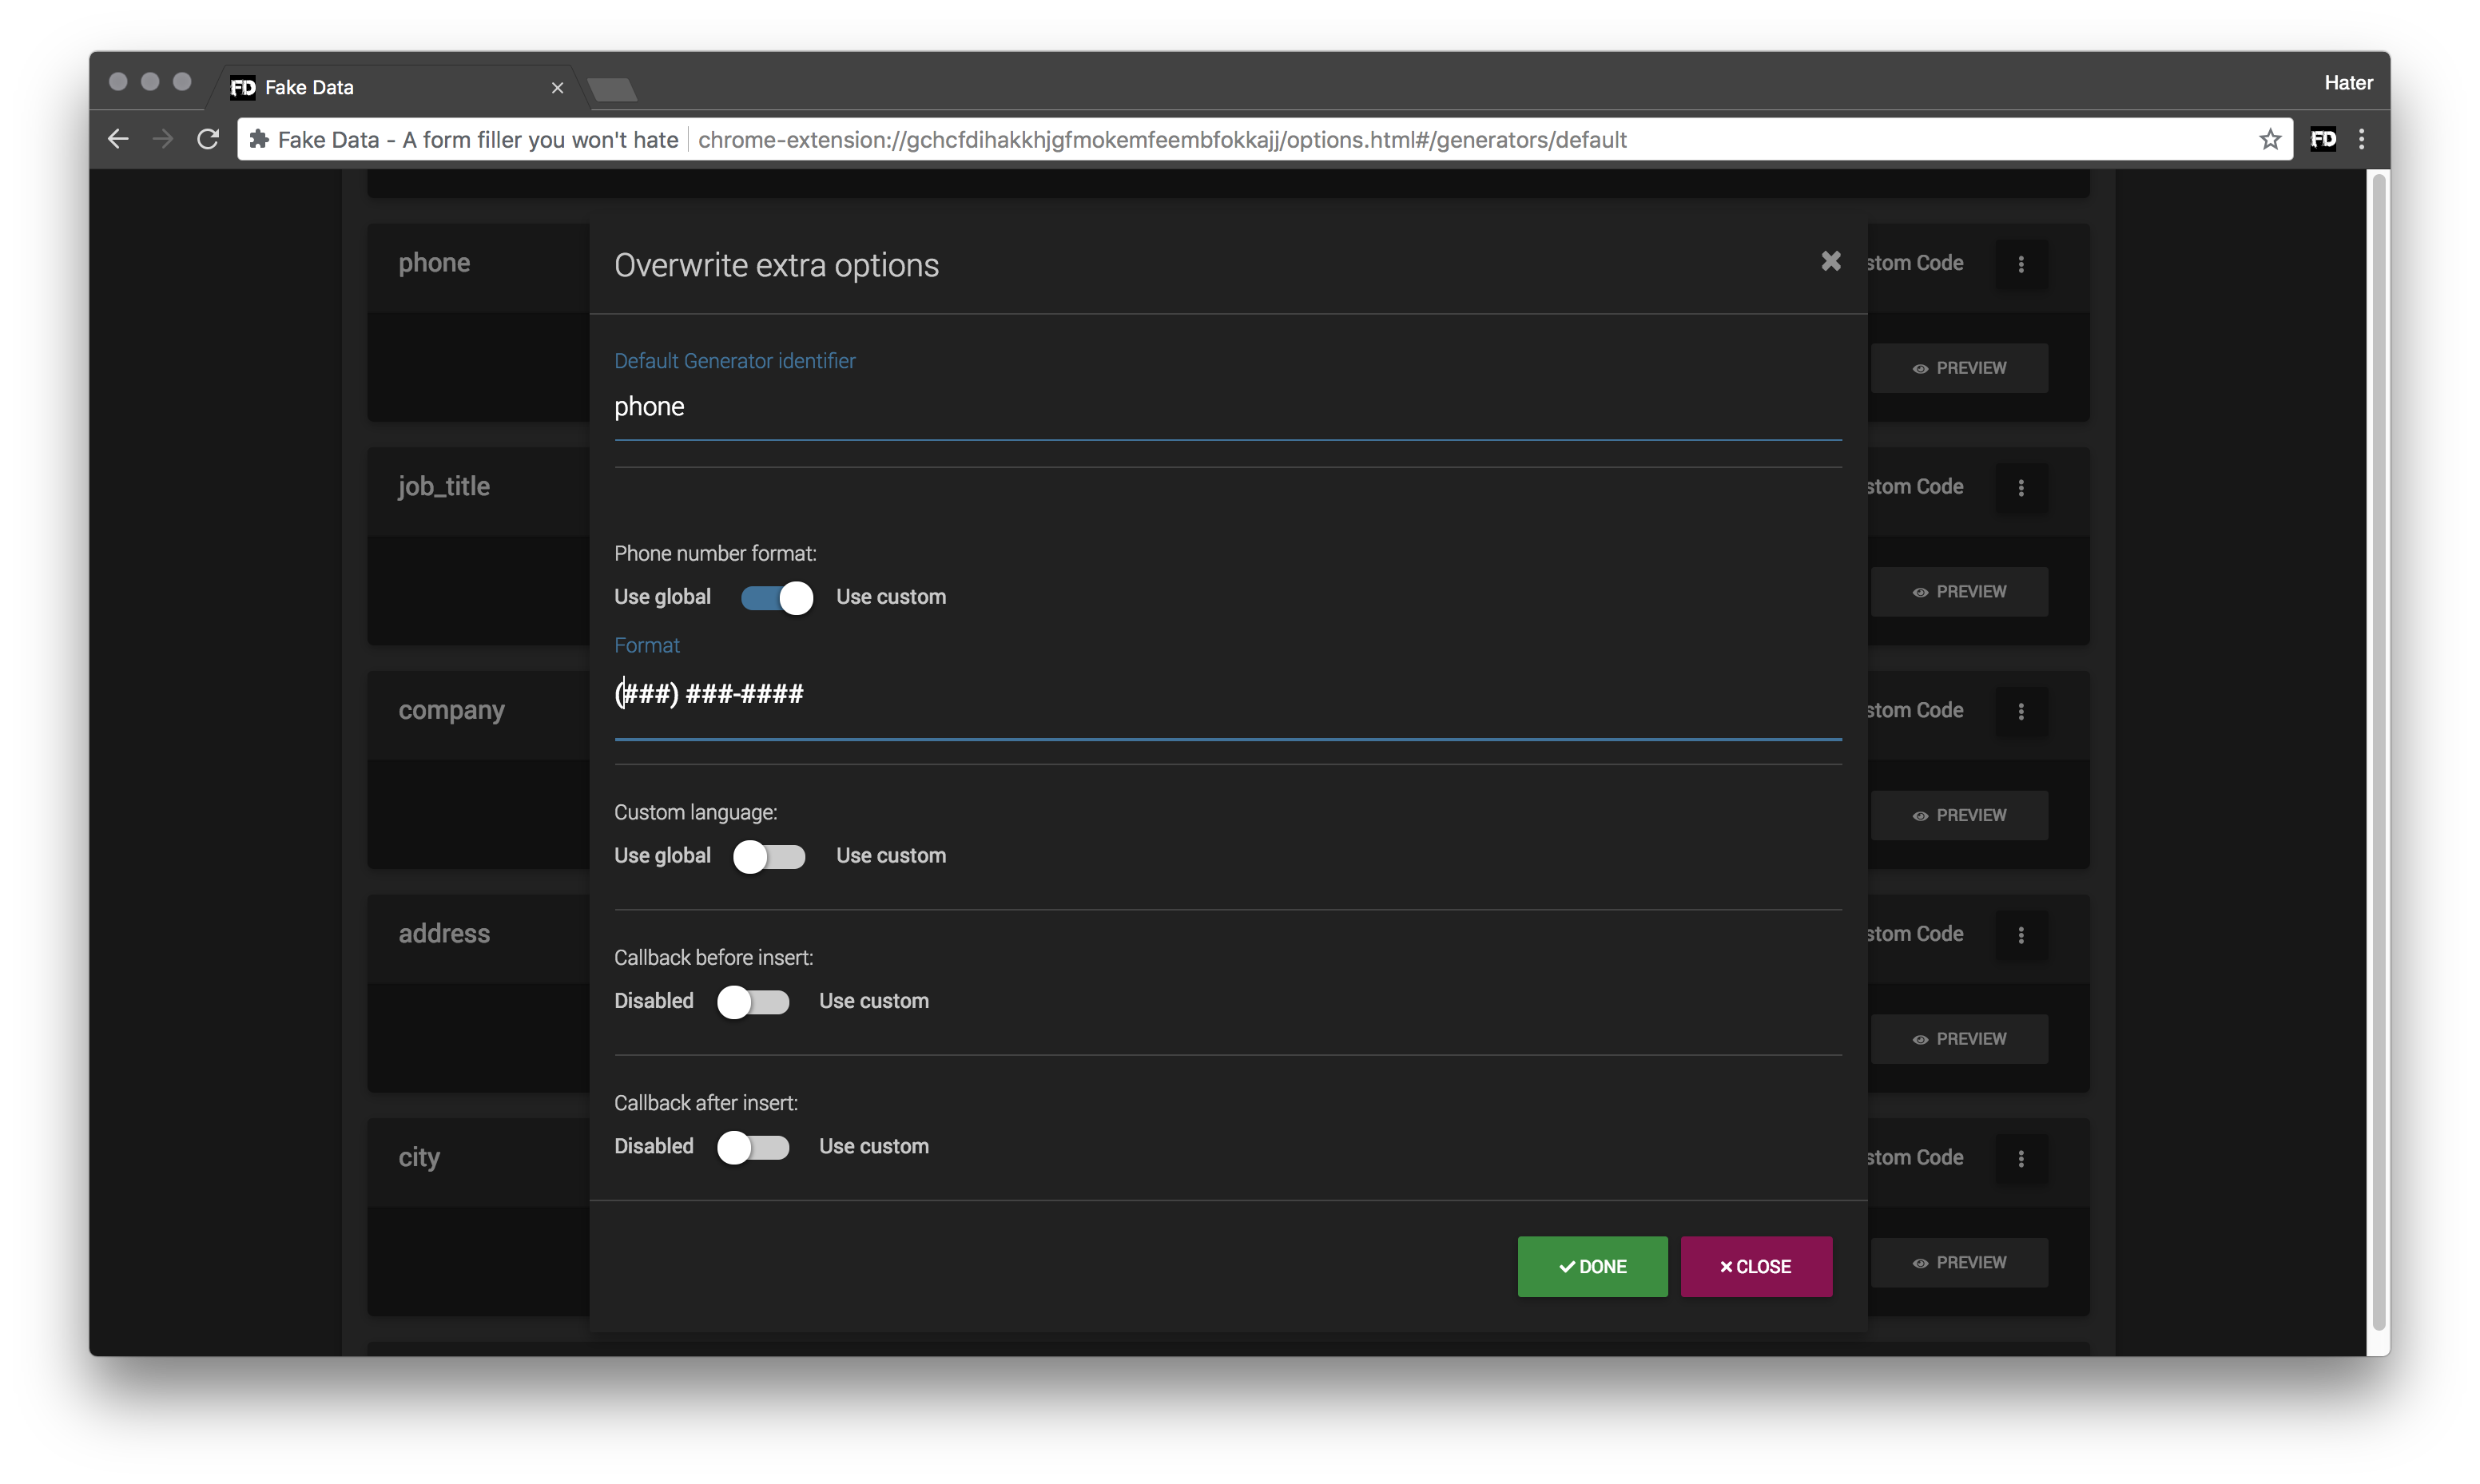 FD Fake Data
Hater
Fake Data - A form filler you won't hate chrome-extension://gchcfdihakkhjgfmokemfeembfokkajj/options.html#/generators/default FD
phone
Overwrite extra options
stom Code
Default Generator identifier
PREVIEW
phone
job_title
stom Code
Phone number format:
Use global Use custom
PREVIEW
Format
(###) ###-####
company
stom Code
Custom language:
PREVIEW
Use global Use custom
address
stom Code
Callback before insert:
Disabled Use custom
PREVIEW
Callback after insert:
Disabled Use custom
city
stom Code
DONE
CLOSE
PREVIEW